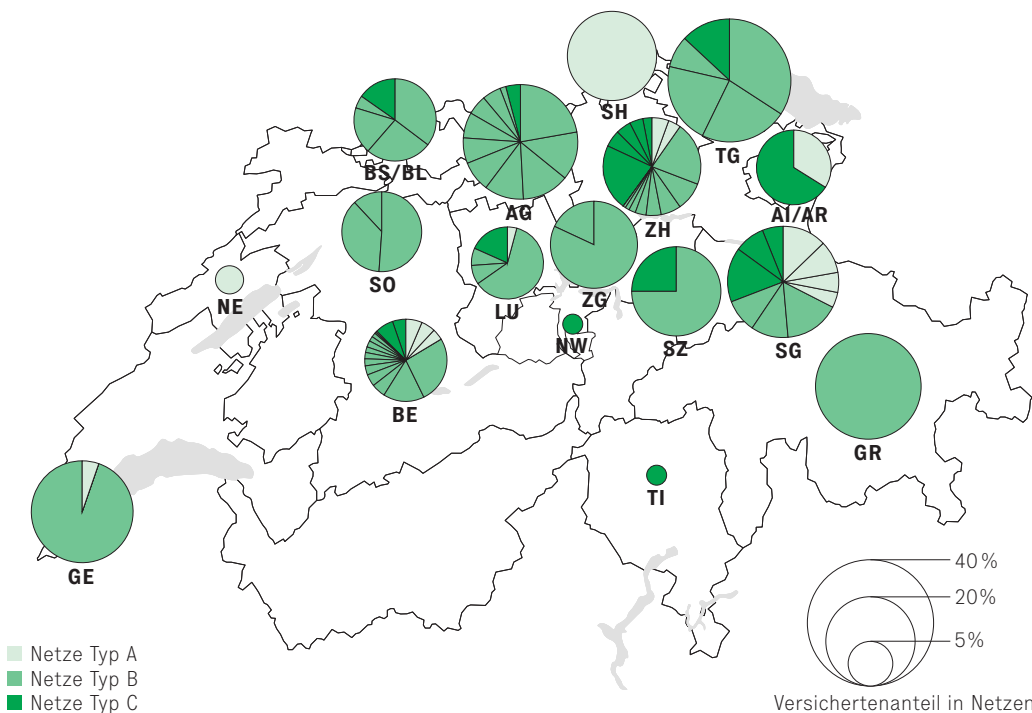 SH
TG
BS/BL
AG
ZH
AI/AR
SO
LU
ZG
NE
NW
SZ
SG
BE
GR
TI
GE
40%
20%
5%
Netze Typ A
Netze Typ B
Netze Typ C
Versichertenanteil in Netzen